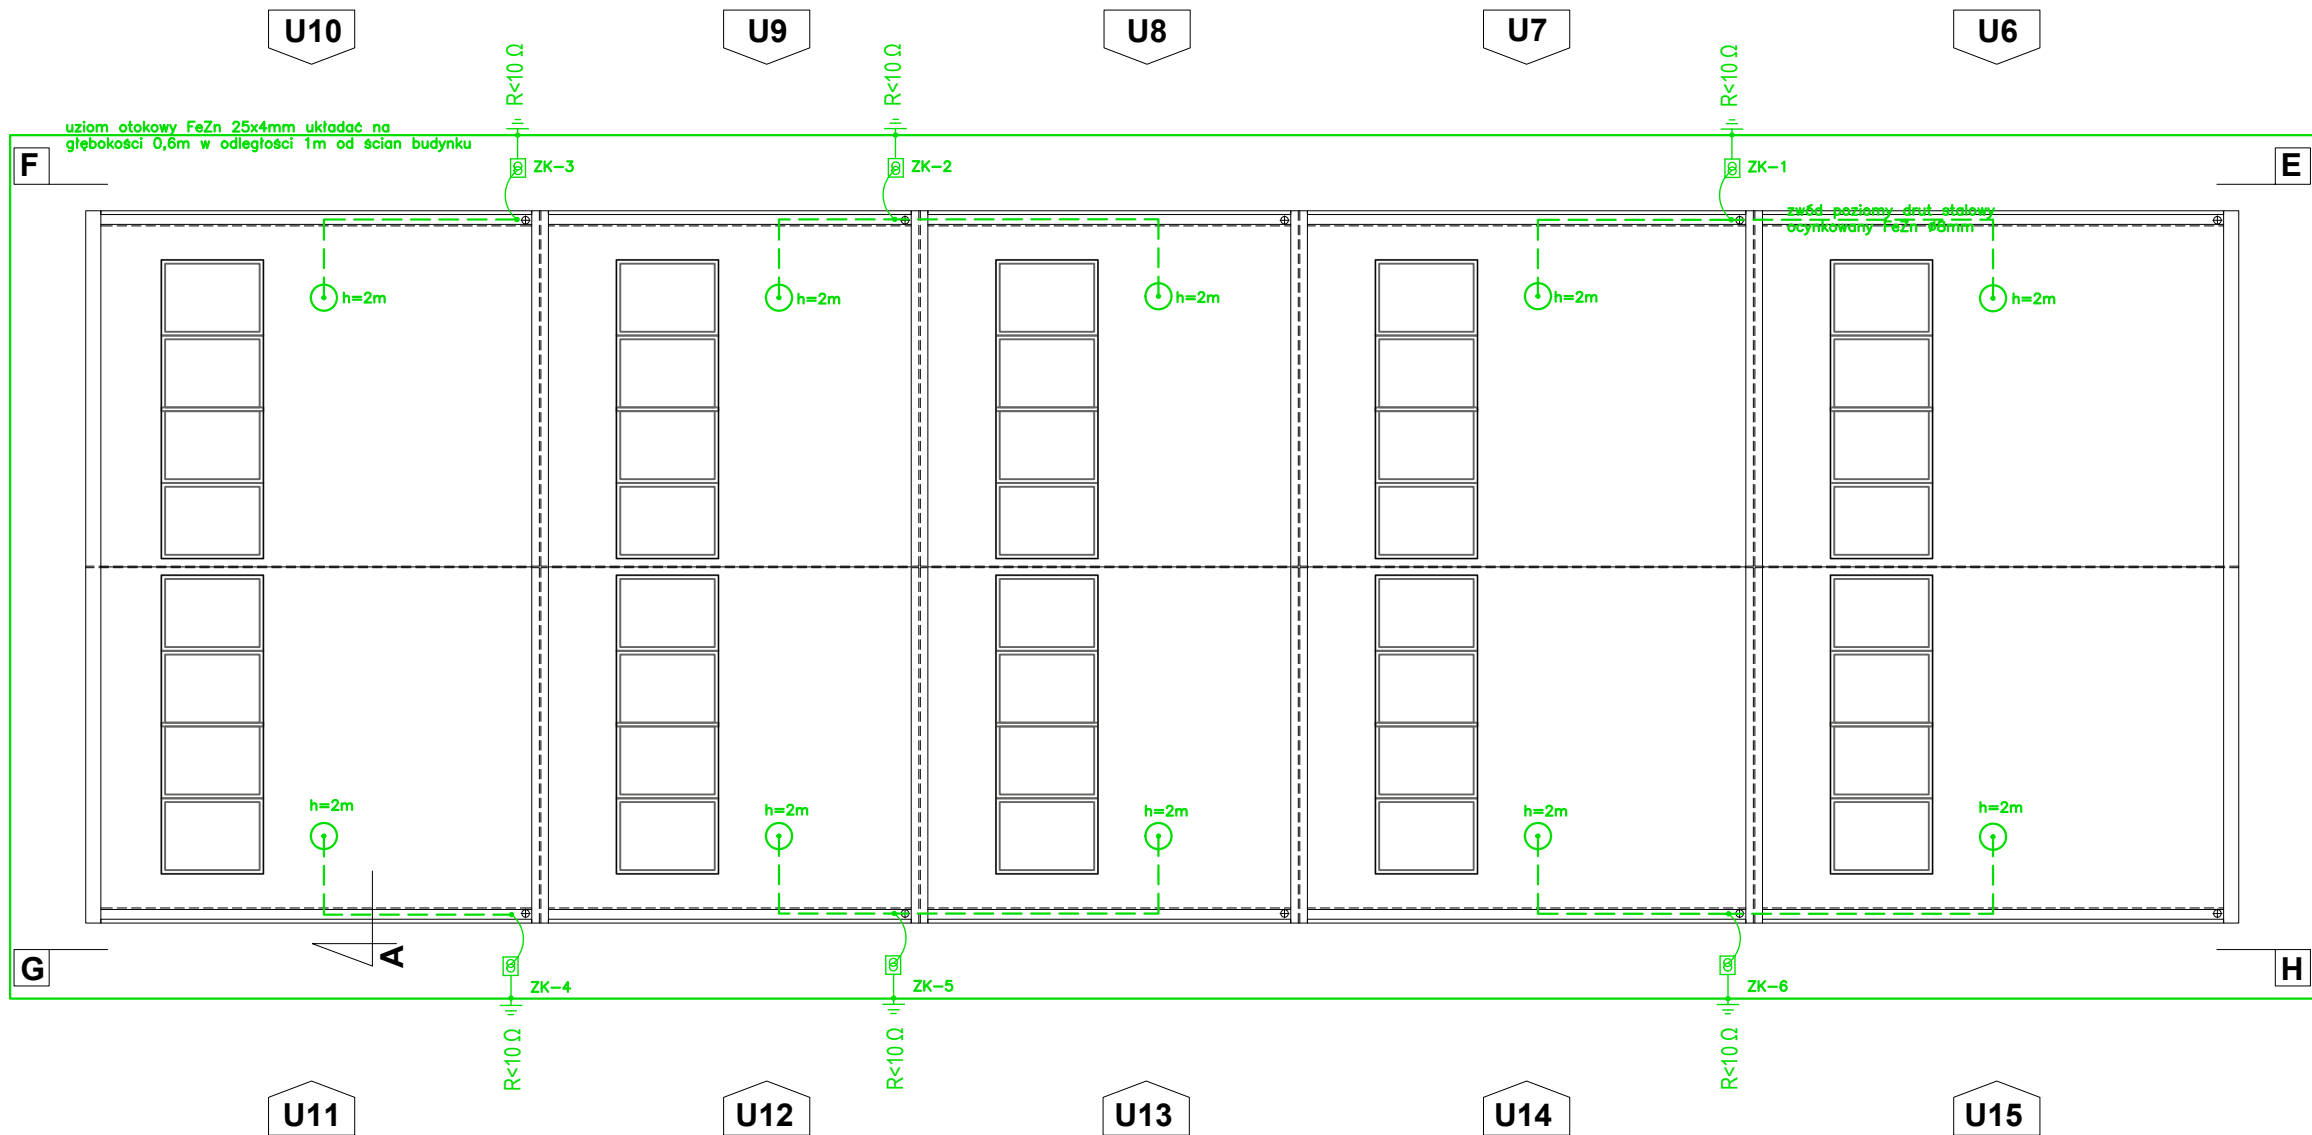 U10
U9
U8
U7
U6
R<10 Ω
R<10 Ω
R<10 Ω
uziom otokowy FeZn 25x4mm układać na
głębokości 0,6m w odległości 1m od ścian budynku
F
ZK-3
ZK-2
ZK-1
E
zwód poziomy drut stalowy
ocynkowany FeZn Ø8mm
h=2m
h=2m
h=2m
h=2m
h=2m
h=2m
h=2m
h=2m
h=2m
h=2m
G
A
ZK-4
ZK-5
ZK-6
H
R<10 Ω
R<10 Ω
R<10 Ω
U11
U12
U13
U14
U15